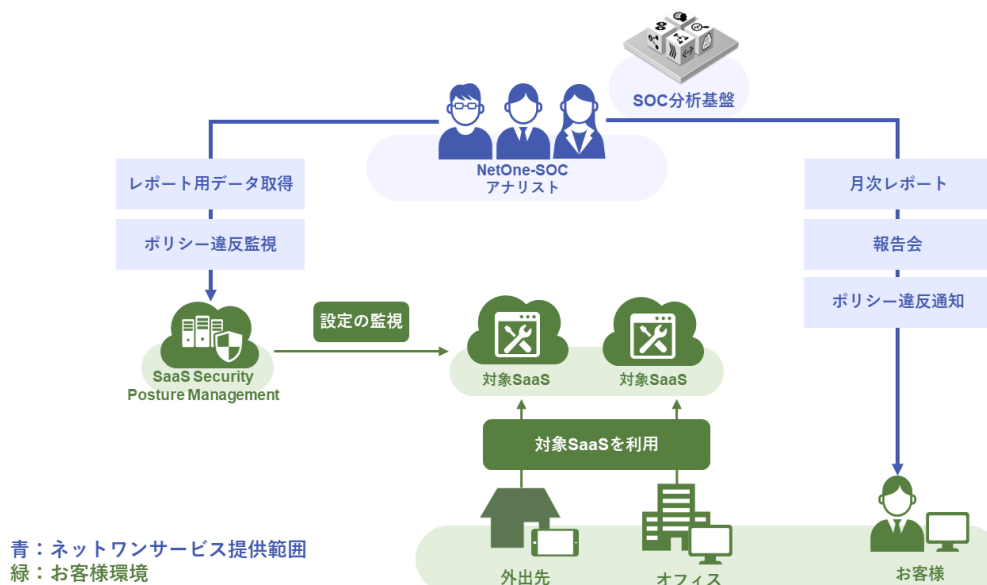 SOC分析基盤
NetOne-SOC
アナリスト
レポート用データ取得
ポリシー違反監視
月次レポート
報告会
ポリシー違反通知
設定の監視
SaaS Security
Posture Management
対象SaaS
対象SaaS
対象SaaSを利用
青：ネットワンサービス提供範囲
緑：お客様環境
外出先
オフィス
お客様